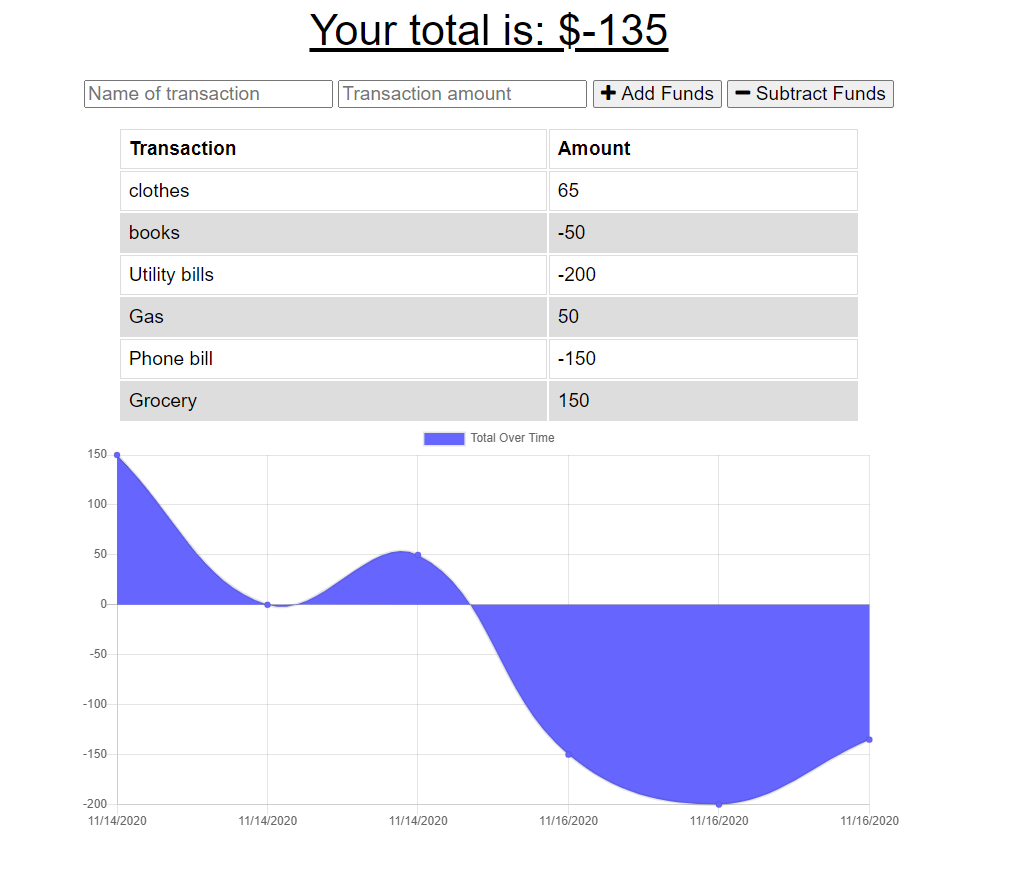 Your total is: $-135
Name of transaction Transaction amount + Add Funds − Subtract Funds
Transaction Amount
clothes 65
books -50
Utility bills -200
Gas 50
Phone bill -150
Grocery 150
Total Over Time
150
100
50
0
-50
-100
-150
-200
11/14/2020 11/14/2020 11/14/2020 11/16/2020 11/16/2020 11/16/2020